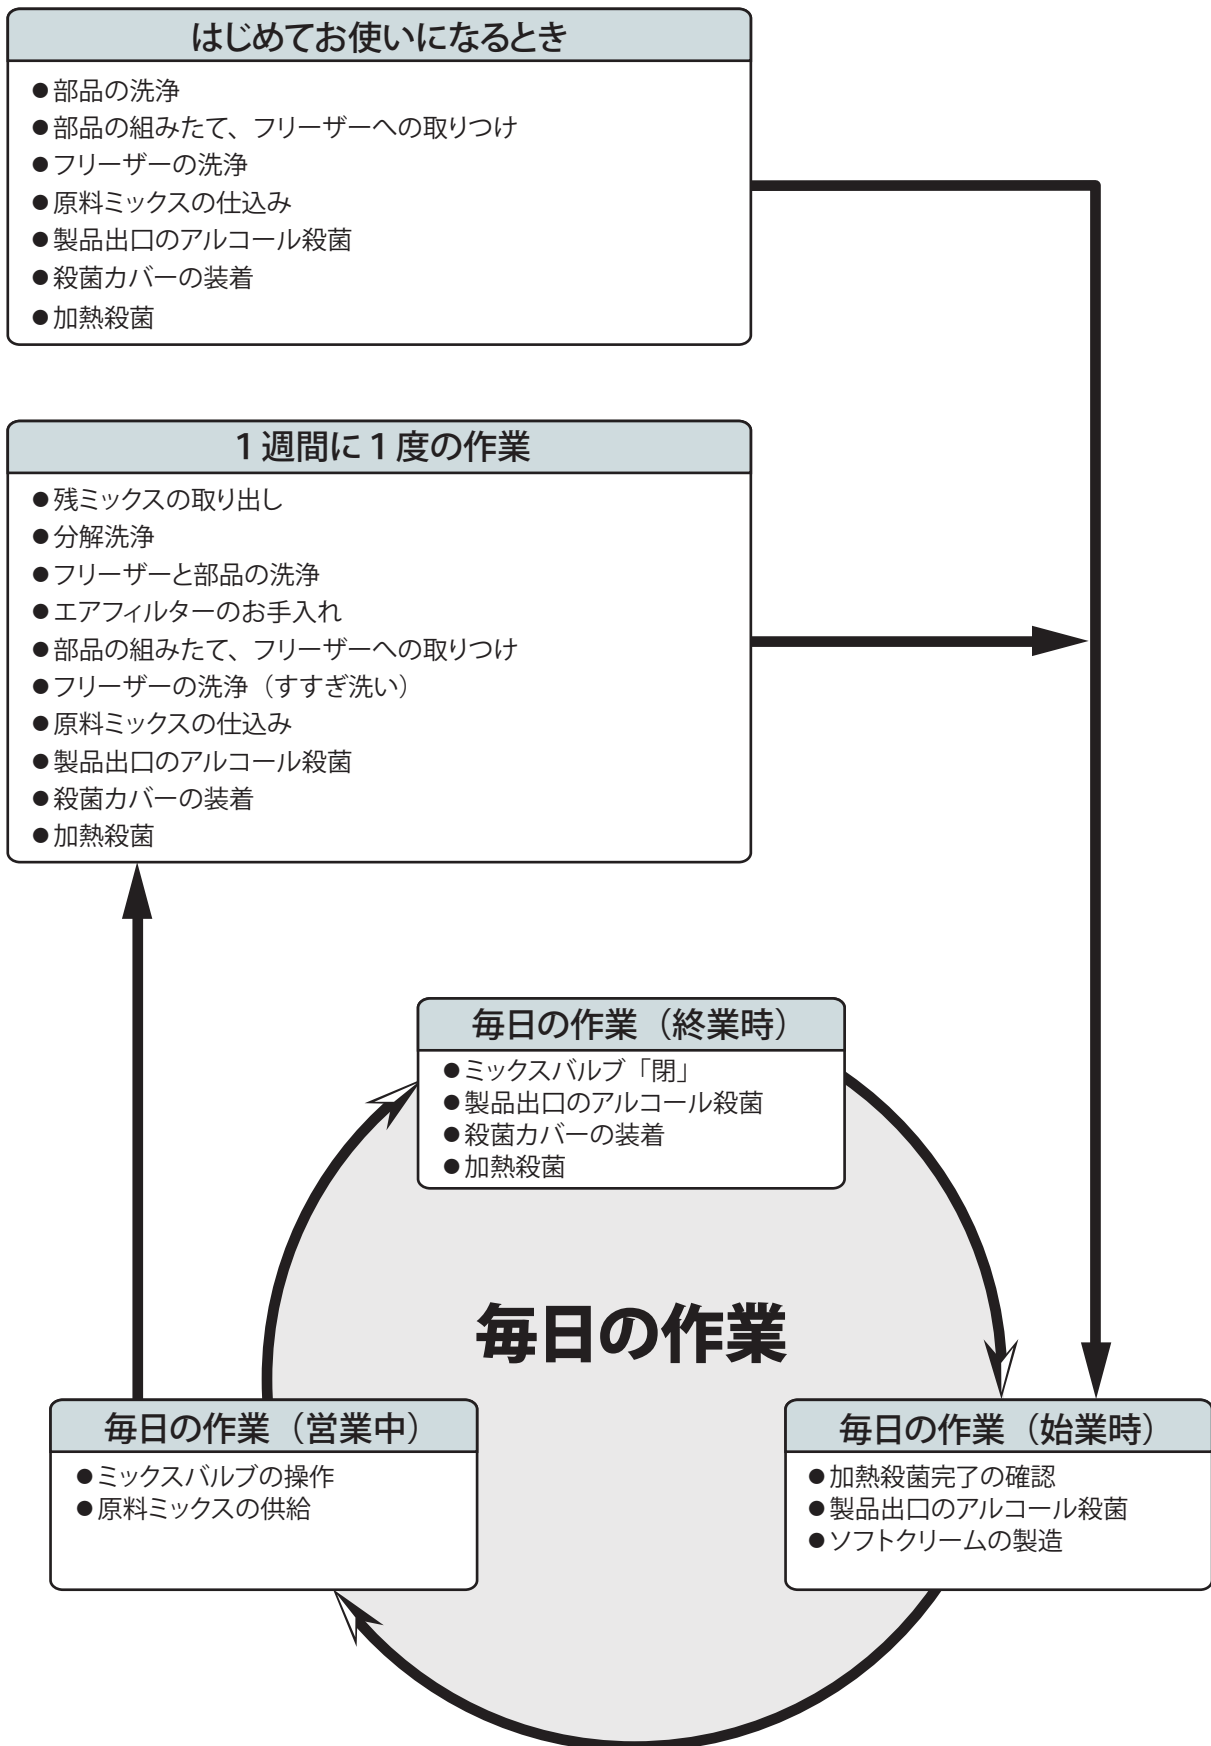 はじめてお使いになるとき
●部品の洗浄
●部品の組みたて、フリーザーへの取りつけ
●フリーザーの洗浄
●原料ミックスの仕込み
●製品出口のアルコール殺菌
●殺菌カバーの装着
●加熱殺菌
1週間に1度の作業
●残ミックスの取り出し
●分解洗浄
●フリーザーと部品の洗浄
●エアフィルターのお手入れ
●部品の組みたて、フリーザーへの取りつけ
●フリーザーの洗浄（すすぎ洗い）
●原料ミックスの仕込み
●製品出口のアルコール殺菌
●殺菌カバーの装着
●加熱殺菌
毎日の作業（終業時）
●ミックスバルブ「閉」
●製品出口のアルコール殺菌
●殺菌カバーの装着
●加熱殺菌
毎日の作業
毎日の作業（営業中）
●ミックスバルブの操作
●原料ミックスの供給
毎日の作業（始業時）
●加熱殺菌完了の確認
●製品出口のアルコール殺菌
●ソフトクリームの製造